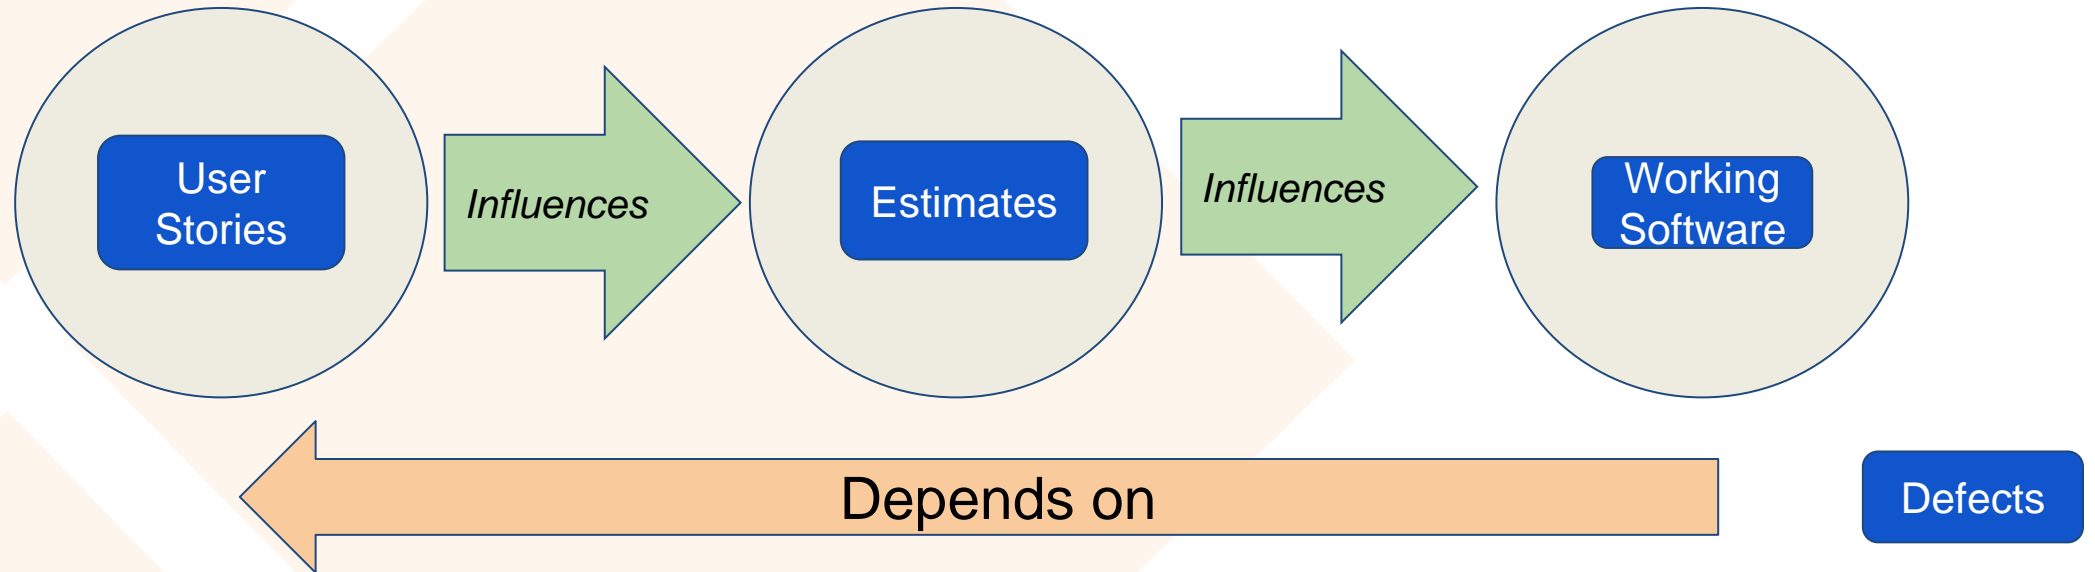 User
Stories
Influences
Estimates
Influences
Working
Software
Depends on
Defects